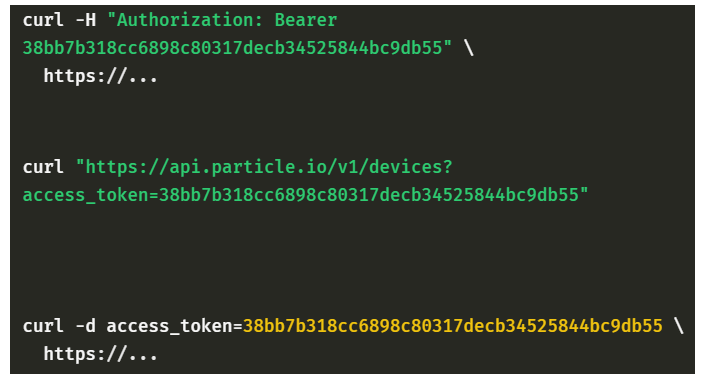 curl -H "Authorization: Bearer
38bb7b318cc6898c80317decb34525844bc9db55" \
  https://...
curl "https://api.particle.io/v1/devices?
access_token=38bb7b318cc6898c80317decb34525844bc9db55"
curl -d access_token=38bb7b318cc6898c80317decb34525844bc9db55 \
  https://...